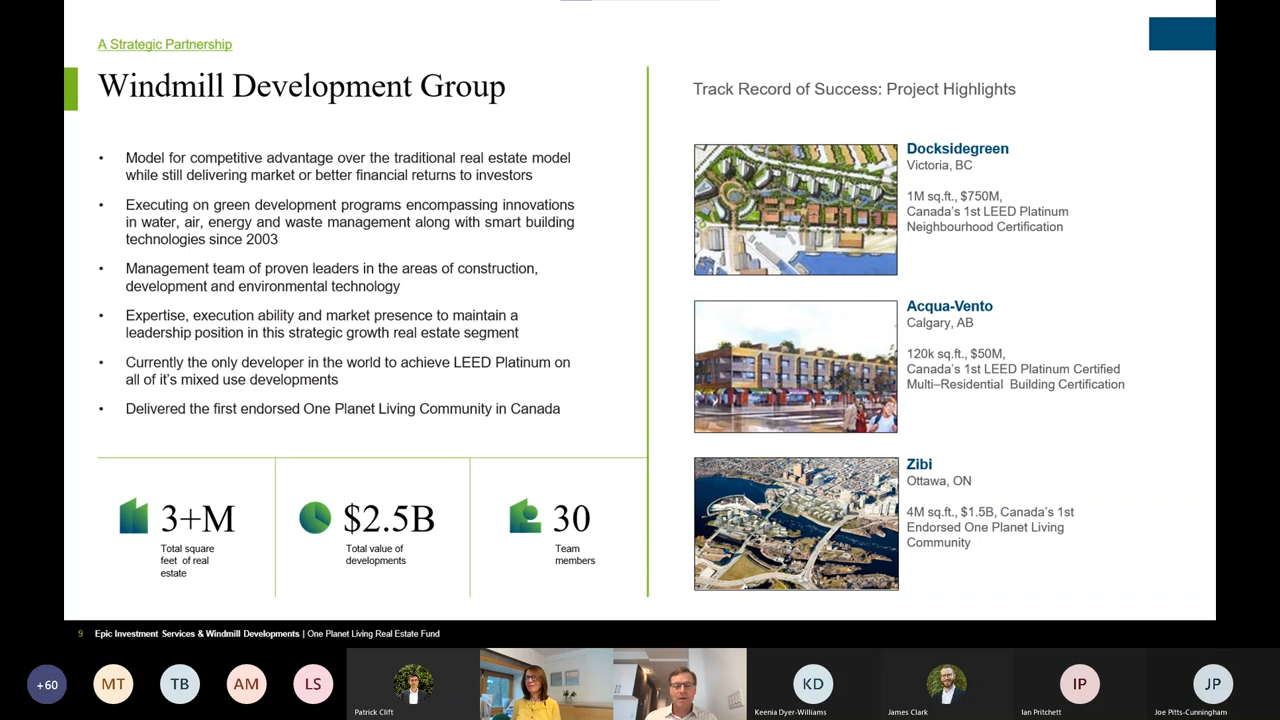 A Strategic Partnership
Windmill Development Group
• Model for competitive advantage over the traditional real estate model
while still delivering market or better financial returns to investors
• Executing on green development programs encompassing innovations
in water, air, energy and waste management along with smart building
technologies since 2003
• Management team of proven leaders in the areas of construction,
development and environmental technology
• Expertise, execution ability and market presence to maintain a
leadership position in this strategic growth real estate segment
• Currently the only developer in the world to achieve LEED Platinum on
all of it's mixed use developments
• Delivered the first endorsed One Planet Living Community in Canada
3+M
Total square
feet of real
estate
$2.5B
Total value of
developments
30
Team
members
Track Record of Success: Project Highlights
Docksidegreen
Victoria, BC
1M sq.ft., $750M,
Canada's 1st LEED Platinum
Neighbourhood Certification
Acqua-Vento
Calgary, AB
120k sq.ft., $50M,
Canada's 1st LEED Platinum Certified
Multi–Residential Building Certification
Zibi
Ottawa, ON
4M sq.ft., $1.5B, Canada's 1st
Endorsed One Planet Living
Community
9 Epic Investment Services & Windmill Developments | One Planet Living Real Estate Fund
+60
MT
TB
AM
LS
Patrick Clift
KD
Keenia Dyer-Williams
James Clark
IP
Ian Pritchett
JP
Joe Pitts-Cunningham